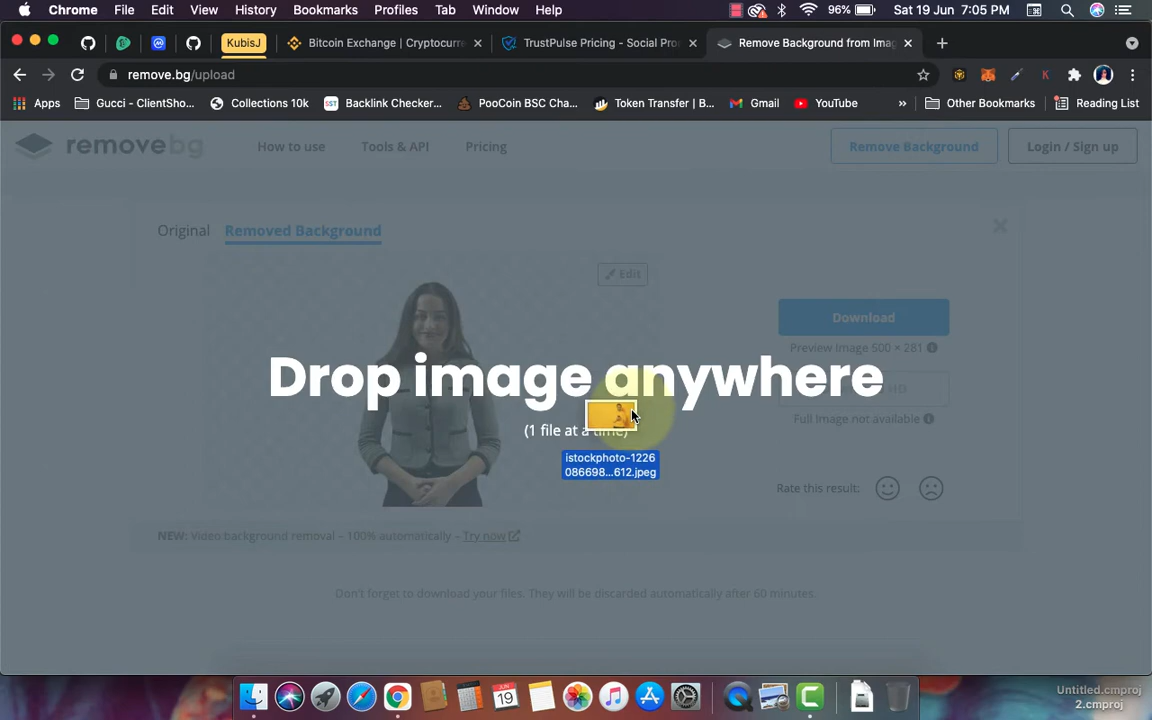 Chrome File Edit View History Bookmarks Profiles Tab Window Help 96% Sat 19 Jun 7:05 PM
KubisJ Bitcoin Exchange | Cryptocurre TrustPulse Pricing - Social Pro Remove Background from Imag
remove.bg/upload
Apps Gucci - ClientSho... Collections 10k SST Backlink Checker... PooCoin BSC Cha... Token Transfer | B... Gmail YouTube » Other Bookmarks Reading List
removebg How to use Tools & API Pricing Remove Background Login / Sign up
Original Removed Background
Edit
Download
Preview Image 500 × 281
Drop image anywhere
HD
Full image not available
(1 file at a time)
istockphoto-1226
086698...612.jpeg
Rate this result:
NEW: Video background removal – 100% automatically – Try now
Don't forget to download your files. They will be discarded automatically after 60 minutes.
JUN
19
Untitled.cmproj
2.cmproj